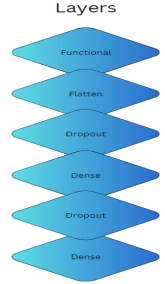 Layers
Functional
Flatten
Dropout
Dense
Dropout
Dense